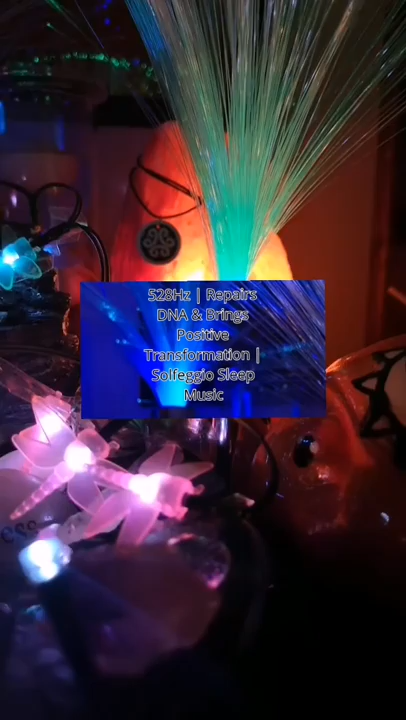 528Hz | Repairs
DNA & Brings
Positive
Transformation |
Solfeggio Sleep
Music